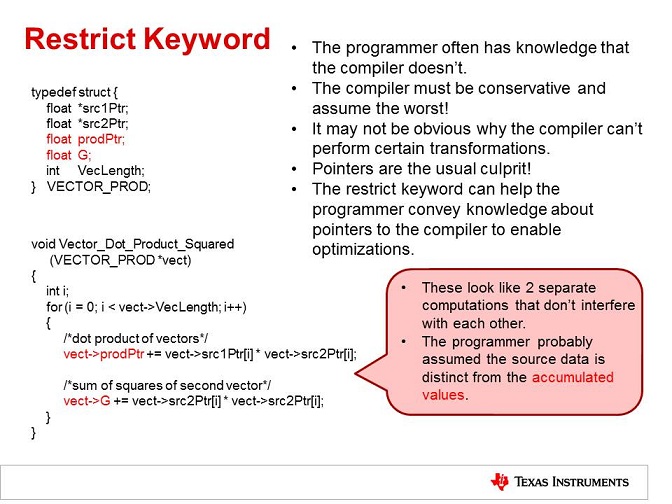 Restrict Keyword
typedef struct {
float *src1Ptr;
float *src2Ptr;
float prodPtr;
float G;
int VecLength;
} VECTOR_PROD;
void Vector_Dot_Product_Squared
(VECTOR_PROD *vect)
{
int i;
for (i = 0; i < vect->VecLength; i++)
{
/*dot product of vectors*/
vect->prodPtr += vect->src1Ptr[i] * vect->src2Ptr[i];
/*sum of squares of second vector*/
vect->G += vect->src2Ptr[i] * vect->src2Ptr[i];
}
}
• The programmer often has knowledge that
the compiler doesn't.
• The compiler must be conservative and
assume the worst!
• It may not be obvious why the compiler can't
perform certain transformations.
• Pointers are the usual culprit!
• The restrict keyword can help the
programmer convey knowledge about
pointers to the compiler to enable
optimizations.
• These look like 2 separate
computations that don't interfere
with each other.
• The programmer probably
assumed the source data is
distinct from the accumulated
values.
TEXAS INSTRUMENTS